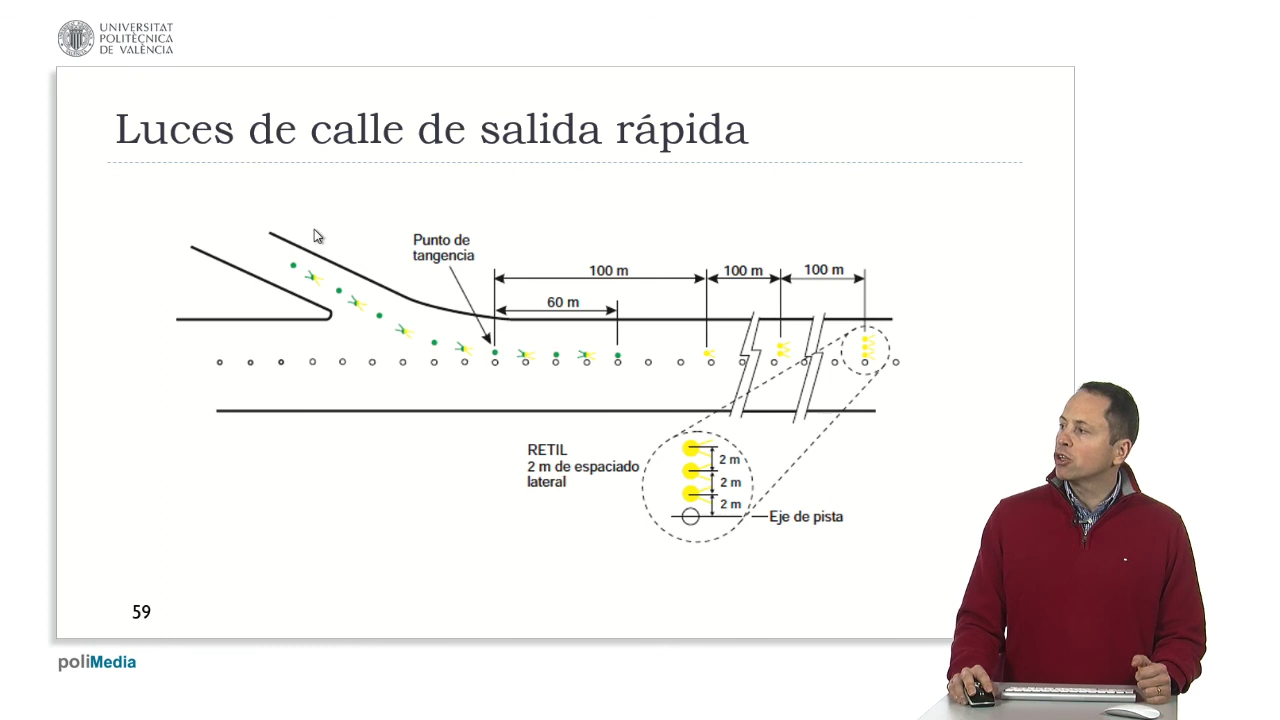 UNIVERSITAT
POLITÈCNICA
DE VALÈNCIA
Luces de calle de salida rápida
Punto de
tangencia
100 m
100 m
100 m
60 m
RETIL
2 m de espaciado
lateral
2 m
2 m
2 m
Eje de pista
59
poliMedia